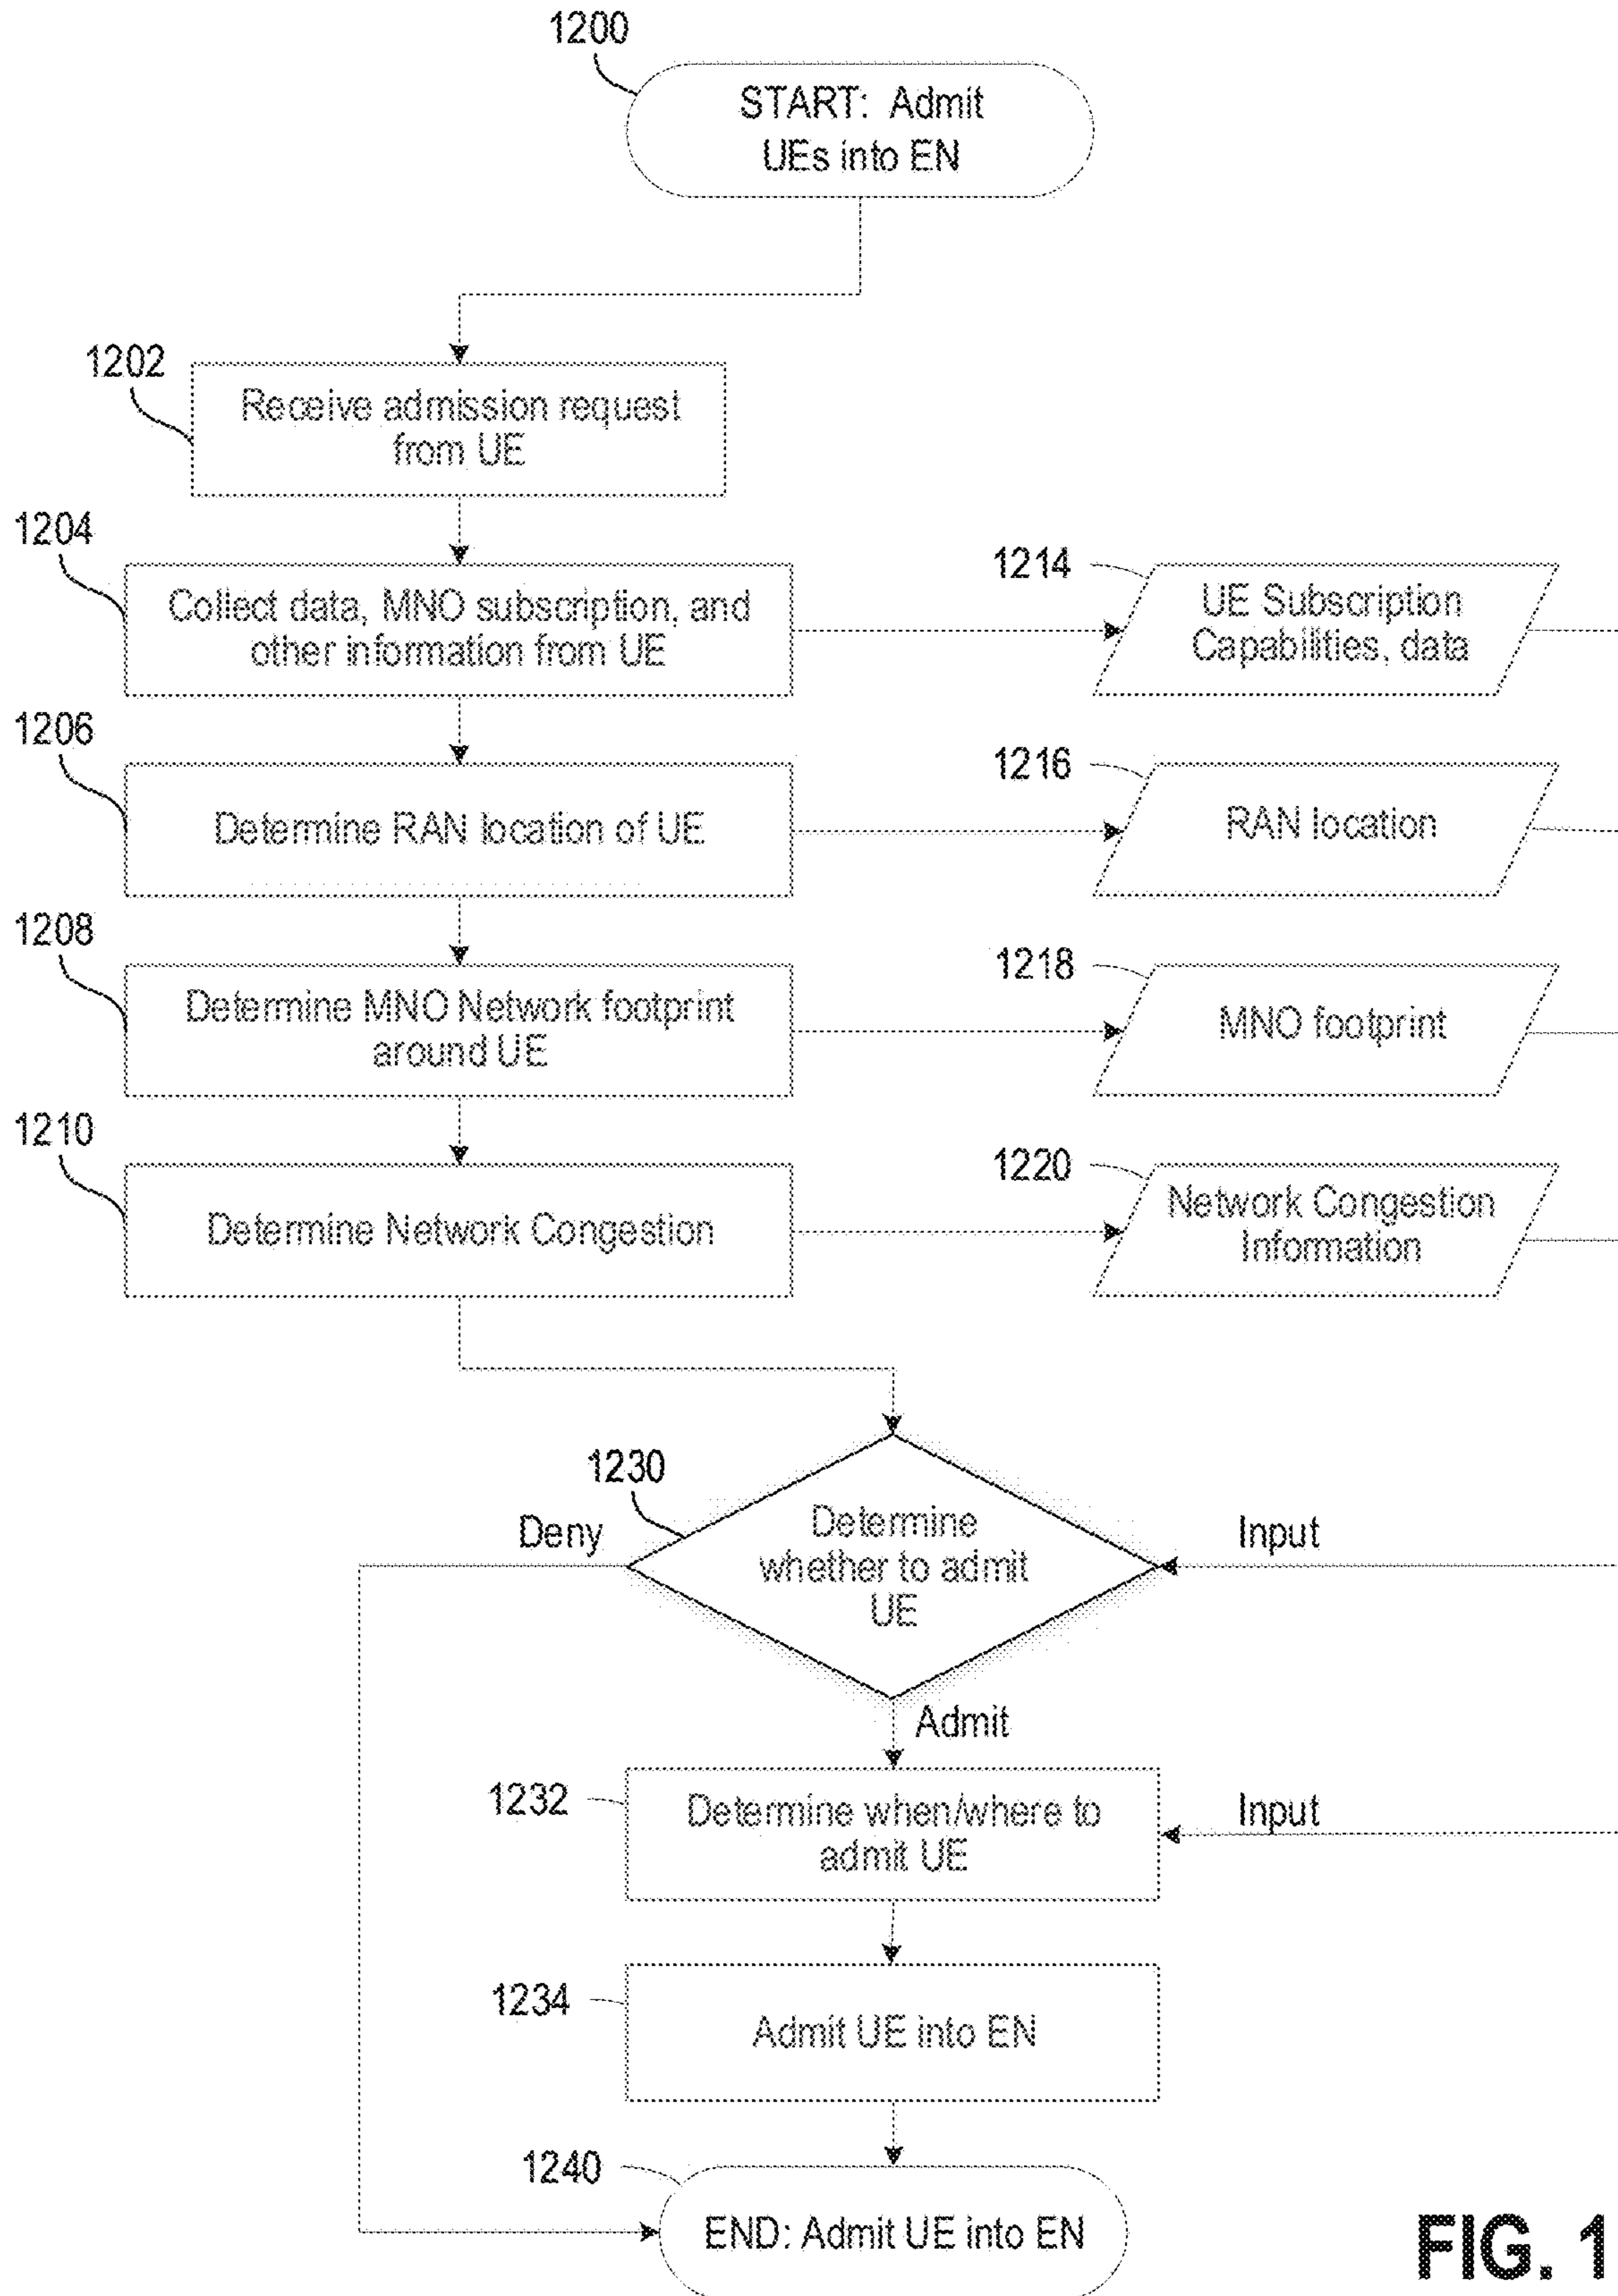 1200
START: Admit
UEs into EN
1202
Receive admission request
from UE
1204
Collect data, MNO subscription, and
other information from UE
1214
UE Subscription
Capabilities, data
1206
Determine RAN location of UE
1216
RAN location
1208
Determine MNO Network footprint
around UE
1218
MNO footprint
1210
Determine Network Congestion
1220
Network Congestion
Information
1230
Determine
whether to admit
UE
Deny
Input
Admit
1232
Determine when/where to
admit UE
Input
1234
Admit UE into EN
1240
END: Admit UE into EN
FIG. 1